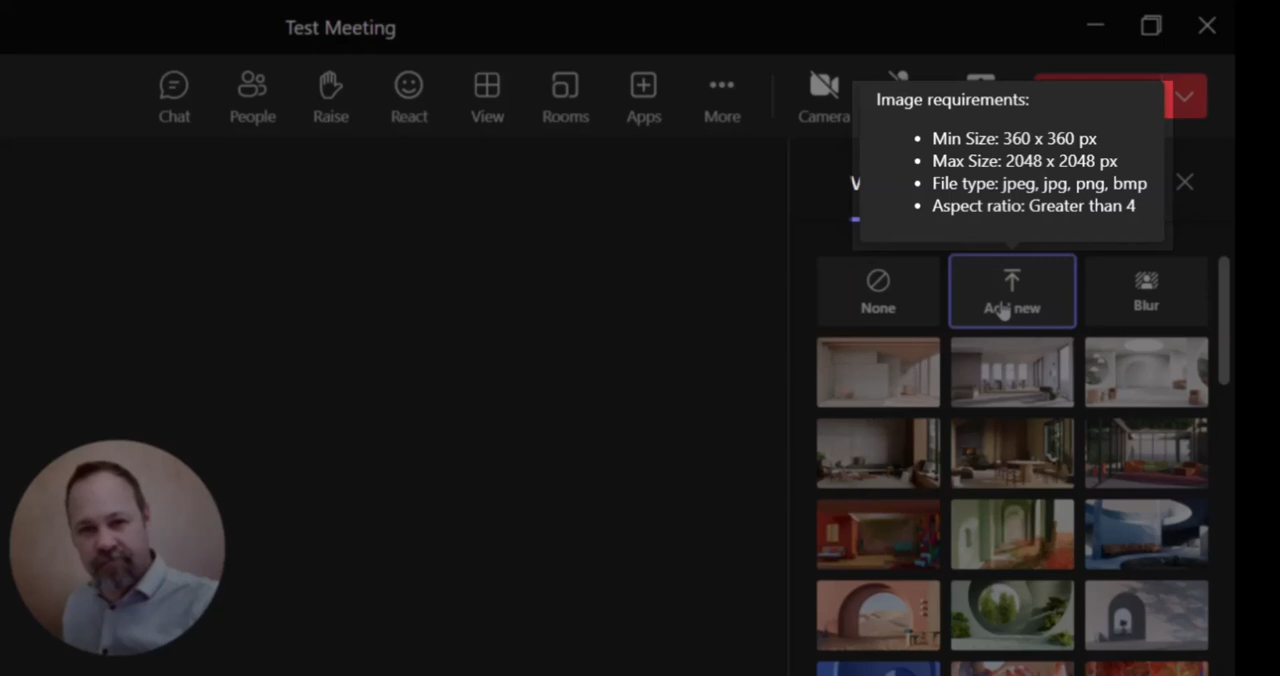 Test Meeting
Chat
People
Raise
React
View
Rooms
Apps
More
Camera
Image requirements:
• Min Size: 360 x 360 px
• Max Size: 2048 x 2048 px
• File type: jpeg, jpg, png, bmp
• Aspect ratio: Greater than 4
None
Add new
Blur